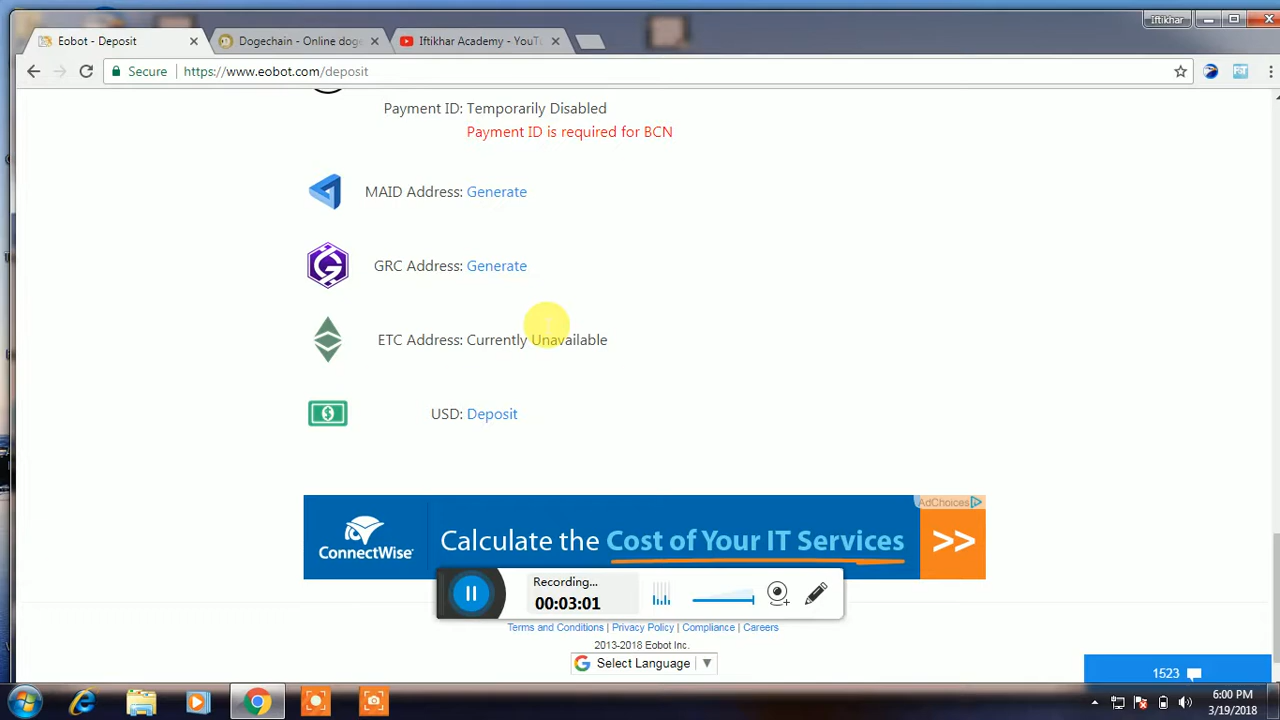 Iftikhar
Eobot - Deposit
Dogechain - Online dog
Iftikhar Academy - YouTu
Secure
https://www.eobot.com/deposit
Payment ID: Temporarily Disabled
Payment ID is required for BCN
MAID Address: Generate
GRC Address: Generate
ETC Address: Currently Unavailable
USD: Deposit
AdChoices
ConnectWise
Calculate the Cost of Your IT Services >>
Recording...
00:03:01
Terms and Conditions | Privacy Policy | Compliance | Careers
2013-2018 Eobot Inc.
Select Language
1523
6:00 PM
3/19/2018